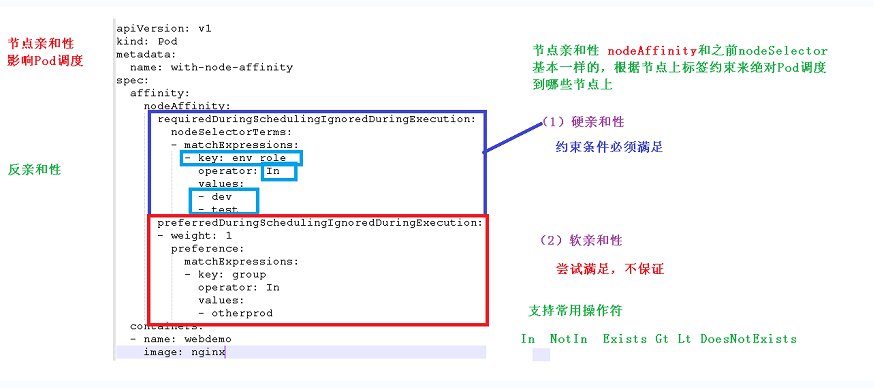 节点亲和性
影响Pod调度
反亲和性
apiVersion: v1
kind: Pod
metadata:
  name: with-node-affinity
spec:
  affinity:
    nodeAffinity:
      requiredDuringSchedulingIgnoredDuringExecution:
        nodeSelectorTerms:
        - matchExpressions:
          - key: env_role
            operator: In
            values:
            - dev
            - test
      preferredDuringSchedulingIgnoredDuringExecution:
      - weight: 1
        preference:
          matchExpressions:
          - key: group
            operator: In
            values:
            - otherprod
  containers:
  - name: webdemo
    image: nginx
节点亲和性 nodeAffinity和之前nodeSelector
基本一样的，根据节点上标签约束来绝对Pod调度
到哪些节点上
（1）硬亲和性
约束条件必须满足
（2）软亲和性
尝试满足，不保证
支持常用操作符
In NotIn Exists Gt Lt DoesNotExists